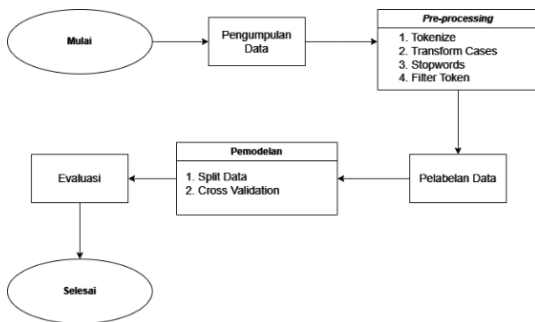 Mulai
Pengumpulan
Data
Pre-processing
1. Tokenize
2. Transform Cases
3. Stopwords
4. Filter Token
Pelabelan Data
Pemodelan
1. Split Data
2. Cross Validation
Evaluasi
Selesai